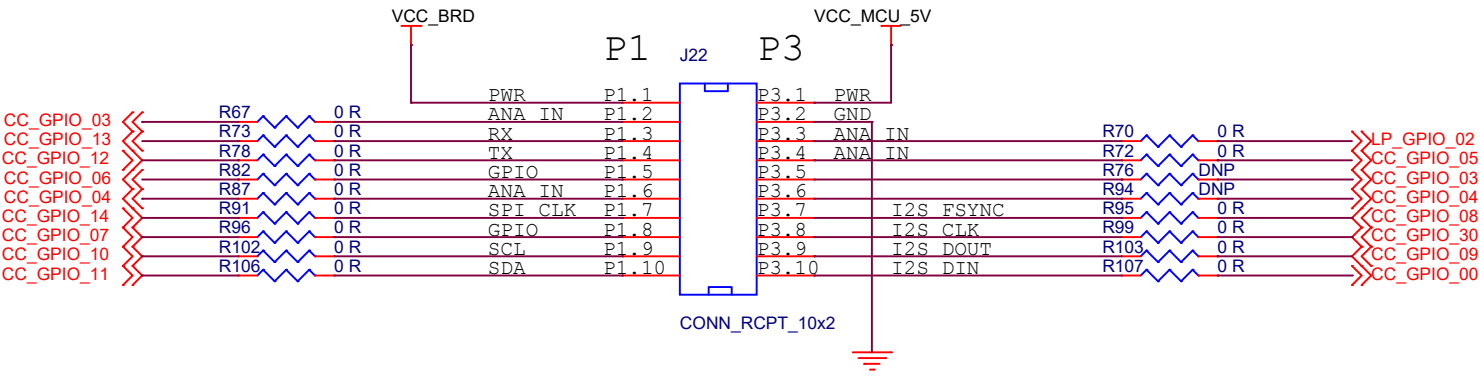 VCC_BRD VCC_MCU_5V
P1 J22 P3
PWR P1.1 P3.1 PWR
CC_GPIO_03 R67 0 R ANA IN P1.2 P3.2 GND
CC_GPIO_13 R73 0 R RX P1.3 P3.3 ANA IN R70 0 R LP_GPIO_02
CC_GPIO_12 R78 0 R TX P1.4 P3.4 ANA IN R72 0 R CC_GPIO_05
CC_GPIO_06 R82 0 R GPIO P1.5 P3.5 R76 DNP CC_GPIO_03
CC_GPIO_04 R87 0 R ANA IN P1.6 P3.6 R94 DNP CC_GPIO_04
CC_GPIO_14 R91 0 R SPI CLK P1.7 P3.7 I2S FSYNC R95 0 R CC_GPIO_08
CC_GPIO_07 R96 0 R GPIO P1.8 P3.8 I2S CLK R99 0 R CC_GPIO_30
CC_GPIO_10 R102 0 R SCL P1.9 P3.9 I2S DOUT R103 0 R CC_GPIO_09
CC_GPIO_11 R106 0 R SDA P1.10 P3.10 I2S DIN R107 0 R CC_GPIO_00
CONN_RCPT_10x2